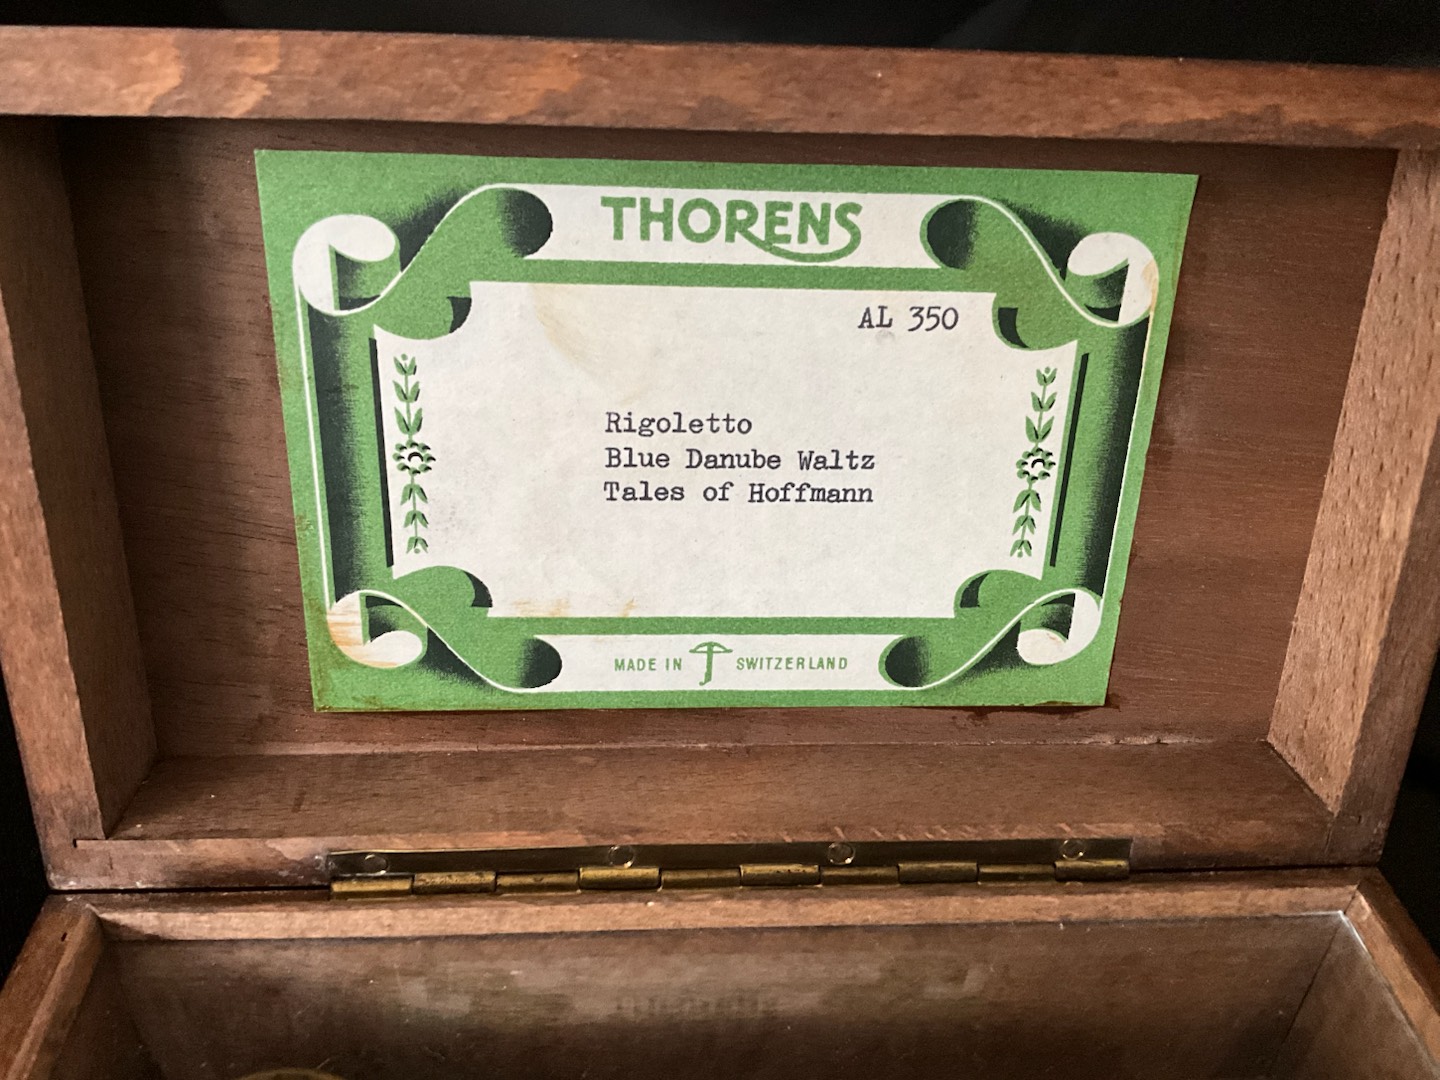 THORENS
AL 350
Rigoletto
Blue Danube Waltz
Tales of Hoffmann
MADE IN SWITZERLAND